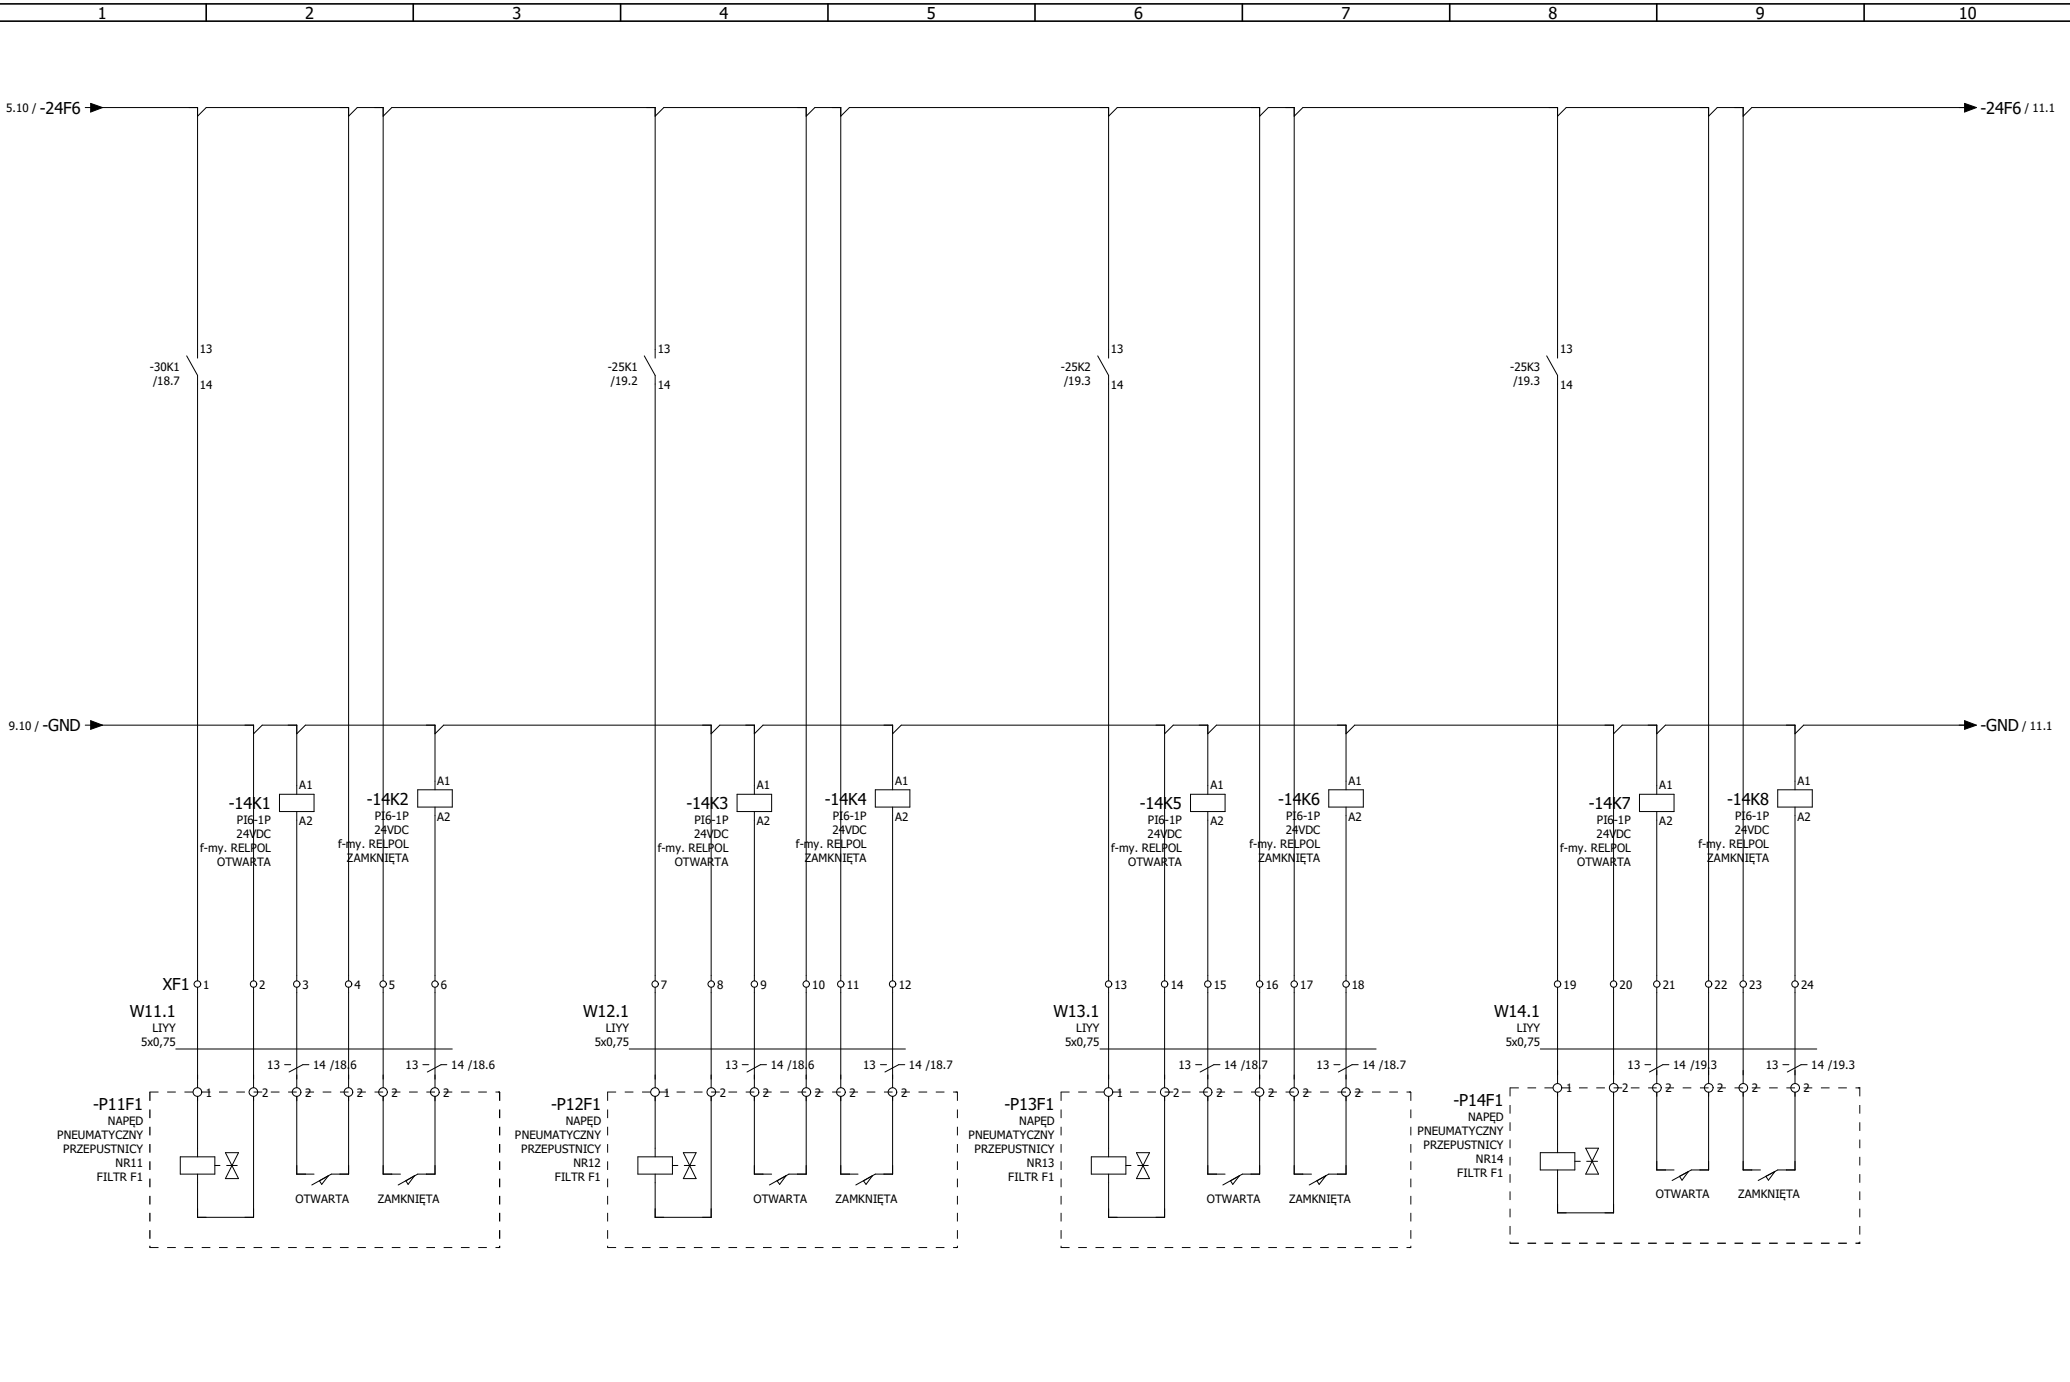 1 2 3 4 5 6 7 8 9 10
5.10 / -24F6
-24F6 / 11.1
13
-30K1
/18.7
14
13
-25K1
/19.2
14
13
-25K2
/19.3
14
13
-25K3
/19.3
14
9.10 / -GND
-GND / 11.1
A1
-14K1
A2
PI6-1P
24VDC
f-my. RELPOL
OTWARTA
A1
-14K2
A2
PI6-1P
24VDC
f-my. RELPOL
ZAMKNIĘTA
A1
-14K3
A2
PI6-1P
24VDC
f-my. RELPOL
OTWARTA
A1
-14K4
A2
PI6-1P
24VDC
f-my. RELPOL
ZAMKNIĘTA
A1
-14K5
A2
PI6-1P
24VDC
f-my. RELPOL
OTWARTA
A1
-14K6
A2
PI6-1P
24VDC
f-my. RELPOL
ZAMKNIĘTA
A1
-14K7
A2
PI6-1P
24VDC
f-my. RELPOL
OTWARTA
A1
-14K8
A2
PI6-1P
24VDC
f-my. RELPOL
ZAMKNIĘTA
XF1 1 2 3 4 5 6 7 8 9 10 11 12 13 14 15 16 17 18 19 20 21 22 23 24
W11.1
LIYY
5x0,75
W12.1
LIYY
5x0,75
W13.1
LIYY
5x0,75
W14.1
LIYY
5x0,75
13 14 /18.6 13 14 /18.6 13 14 /18.6 13 14 /18.7 13 14 /18.7 13 14 /18.7 13 14 /19.3 13 14 /19.3
1 2 2 2 2 2 1 2 2 2 2 2 1 2 2 2 2 2 1 2 2 2 2 2
-P11F1
NAPĘD
PNEUMATYCZNY
PRZEPUSTNICY
NR11
FILTR F1
OTWARTA ZAMKNIĘTA
-P12F1
NAPĘD
PNEUMATYCZNY
PRZEPUSTNICY
NR12
FILTR F1
OTWARTA ZAMKNIĘTA
-P13F1
NAPĘD
PNEUMATYCZNY
PRZEPUSTNICY
NR13
FILTR F1
OTWARTA ZAMKNIĘTA
-P14F1
NAPĘD
PNEUMATYCZNY
PRZEPUSTNICY
NR14
FILTR F1
OTWARTA ZAMKNIĘTA